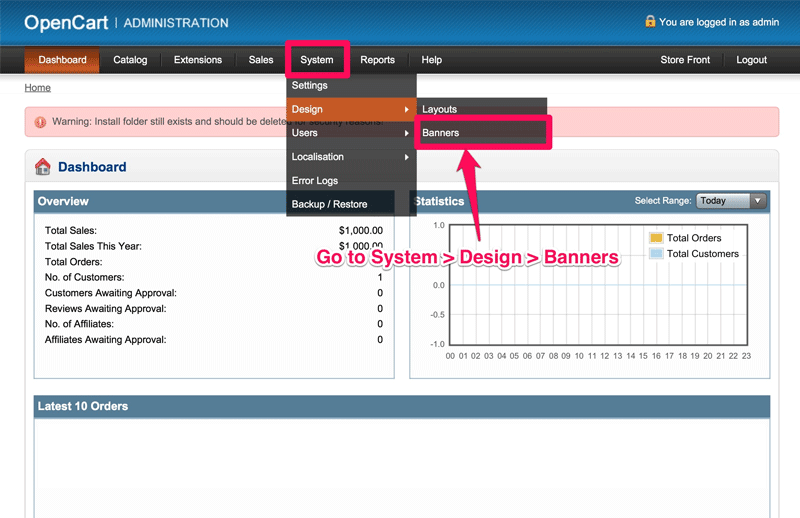 OpenCart | ADMINISTRATION
You are logged in as admin
Dashboard Catalog Extensions Sales System Reports Help Store Front Logout
Home
Settings
Design
Layouts
Warning: Install folder still exists and should be deleted for security reasons!
Users
Banners
Localisation
Error Logs
Backup / Restore
Dashboard
Overview
Total Sales: $1,000.00
Total Sales This Year: $1,000.00
Total Orders:
No. of Customers: 1
Customers Awaiting Approval: 0
Reviews Awaiting Approval: 0
No. of Affiliates: 0
Affiliates Awaiting Approval: 0
Statistics
Select Range: Today
Total Orders
Total Customers
1.0
0.0
-0.5
-1.0
00 01 02 03 04 05 06 07 08 09 10 11 12 13 14 15 16 17 18 19 20 21 22 23
Go to System > Design > Banners
Latest 10 Orders